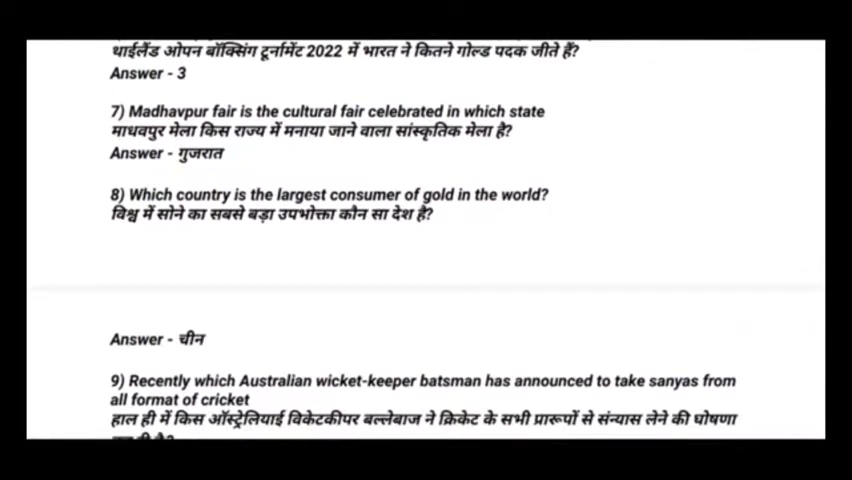 थाईलैंड ओपन बॉक्सिंग टूर्नामेंट 2022 में भारत ने कितने गोल्ड पदक जीते हैं?
Answer - 3
7) Madhavpur fair is the cultural fair celebrated in which state
माधवपुर मेला किस राज्य में मनाया जाने वाला सांस्कृतिक मेला है?
Answer - गुजरात
8) Which country is the largest consumer of gold in the world?
विश्व में सोने का सबसे बड़ा उपभोक्ता कौन सा देश है?
Answer - चीन
9) Recently which Australian wicket-keeper batsman has announced to take sanyas from
all format of cricket
हाल ही में किस ऑस्ट्रेलियाई विकेटकीपर बल्लेबाज ने क्रिकेट के सभी प्रारूपों से संन्यास लेने की घोषणा